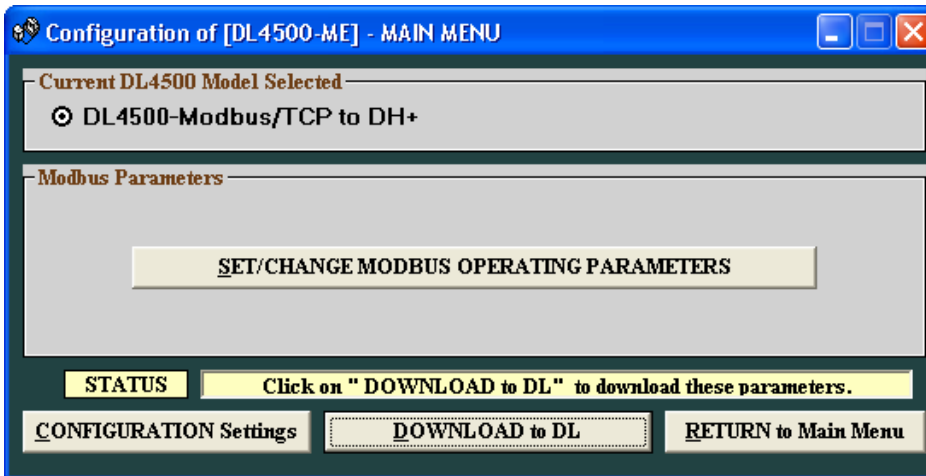 Configuration of [DL4500-ME] - MAIN MENU
Current DL4500 Model Selected
DL4500-Modbus/TCP to DH+
Modbus Parameters
SET/CHANGE MODBUS OPERATING PARAMETERS
STATUS Click on " DOWNLOAD to DL" to download these parameters.
CONFIGURATION Settings DOWNLOAD to DL RETURN to Main Menu